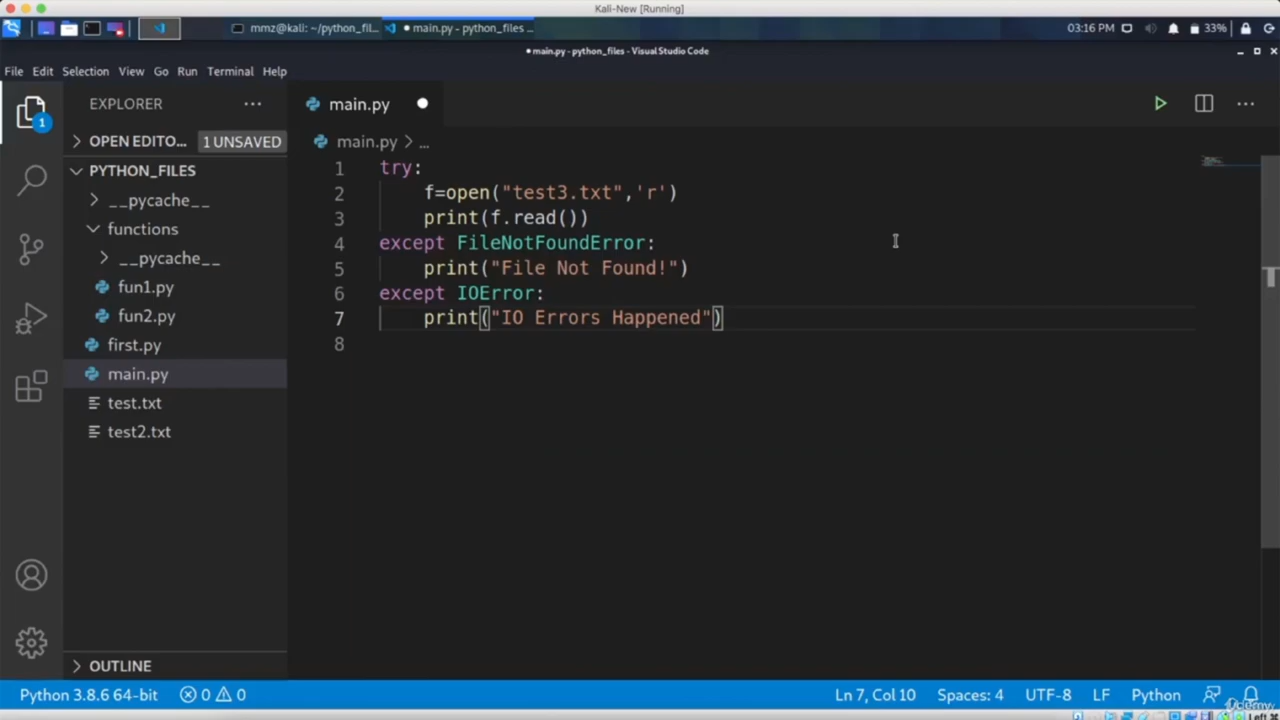 Kali-New [Running]
mmz@kali: ~/python_fil...
main.py - python_files ...
03:16 PM
33%
main.py - python_files - Visual Studio Code
File Edit Selection View Go Run Terminal Help
EXPLORER
main.py
1
OPEN EDITO...
1 UNSAVED
main.py > ...
PYTHON_FILES
__pycache__
functions
__pycache__
fun1.py
fun2.py
first.py
main.py
test.txt
test2.txt
OUTLINE
1 try:
2 f=open("test3.txt",'r')
3 print(f.read())
4 except FileNotFoundError:
5 print("File Not Found!")
6 except IOError:
7 print("IO Errors Happened")
8
Python 3.8.6 64-bit
0
0
Ln 7, Col 10
Spaces: 4
UTF-8
LF
Python
Udemy
Left ⌘